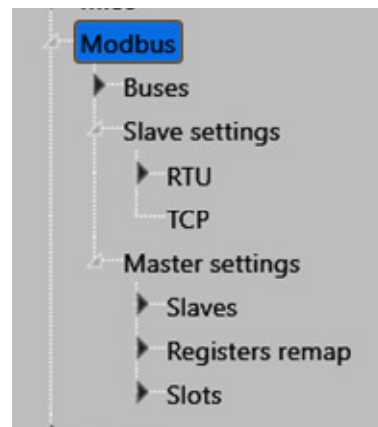 Modbus
Buses
Slave settings
RTU
TCP
Master settings
Slaves
Registers remap
Slots